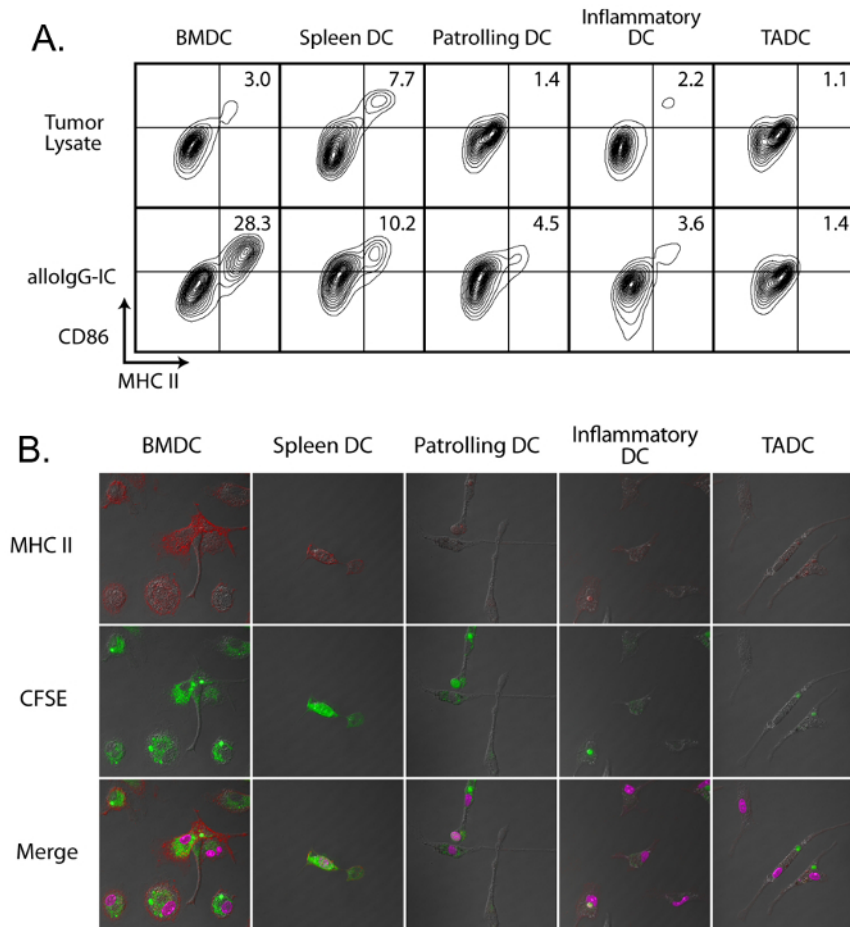 A.
BMDC Spleen DC Patrolling DC Inflammatory DC TADC
Tumor Lysate 3.0 7.7 1.4 2.2 1.1
alloIgG-IC 28.3 10.2 4.5 3.6 1.4
CD86
MHC II
B.
BMDC Spleen DC Patrolling DC Inflammatory DC TADC
MHC II
CFSE
Merge